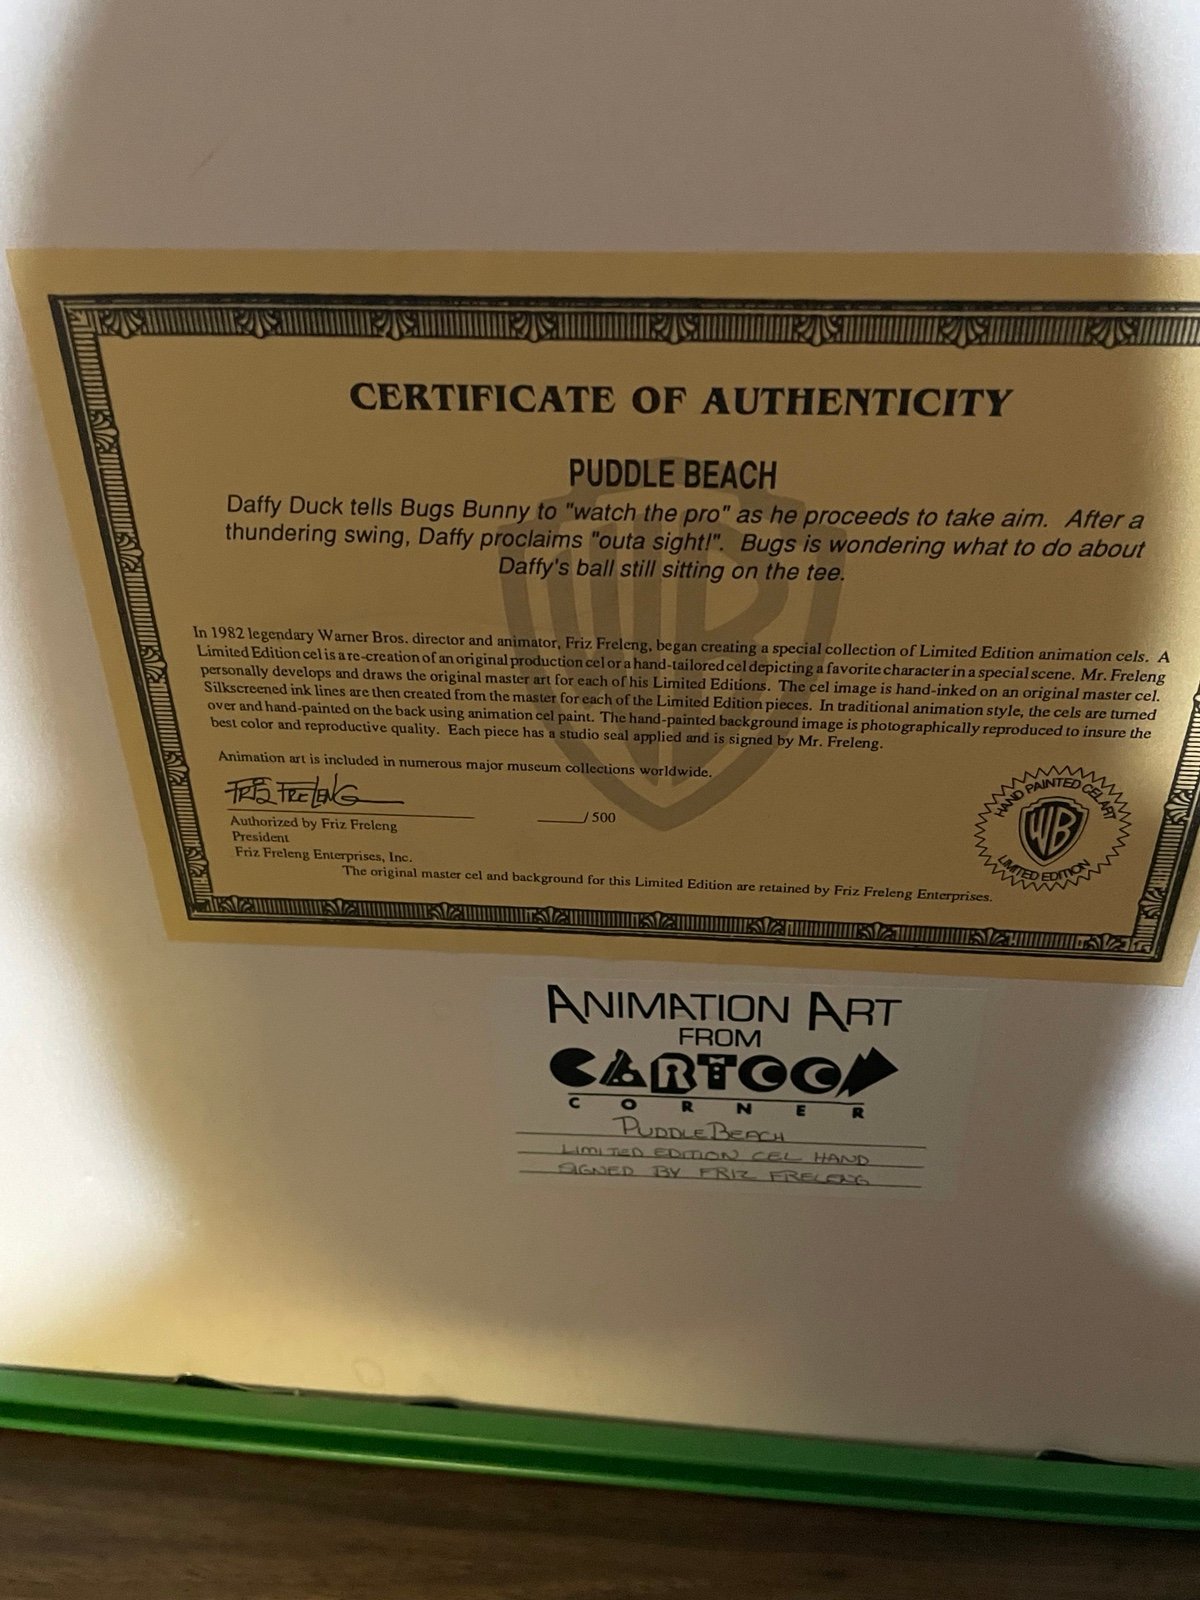 CERTIFICATE OF AUTHENTICITY
PUDDLE BEACH
Daffy Duck tells Bugs Bunny to "watch the pro" as he proceeds to take aim. After a
thundering swing, Daffy proclaims "outa sight!". Bugs is wondering what to do about
Daffy's ball still sitting on the tee.
In 1982 legendary Warner Bros. director and animator, Friz Freleng, began creating a special collection of Limited Edition animation cels. A
Limited Edition cel is a re-creation of an original production cel or a hand-tailored cel depicting a favorite character in a special scene. Mr. Freleng
personally develops and draws the original master art for each of his Limited Editions. The cel image is hand-inked on an original master cel.
Silkscreened ink lines are then created from the master for each of the Limited Edition pieces. In traditional animation style, the cels are turned
over and hand-painted on the back using animation cel paint. The hand-painted background image is photographically reproduced to insure the
best color and reproductive quality. Each piece has a studio seal applied and is signed by Mr. Freleng.
Animation art is included in numerous major museum collections worldwide.
FRIZ FRELENG
Authorized by Friz Freleng
President
Friz Freleng Enterprises, Inc.
/ 500
HAND PAINTED CEL ART
WB
LIMITED EDITION
The original master cel and background for this Limited Edition are retained by Friz Freleng Enterprises.
ANIMATION ART
FROM
CARTOON
CORNER
PUDDLE BEACH
LIMITED EDITION CEL HAND
SIGNED BY FRIZ FRELENG